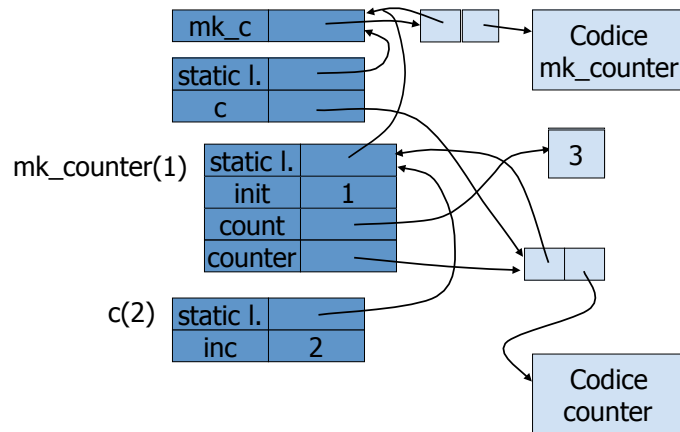 mk_c
Codice
mk_counter
static l.
c
mk_counter(1)
static l.
3
init 1
count
counter
c(2)
static l.
inc 2
Codice
counter